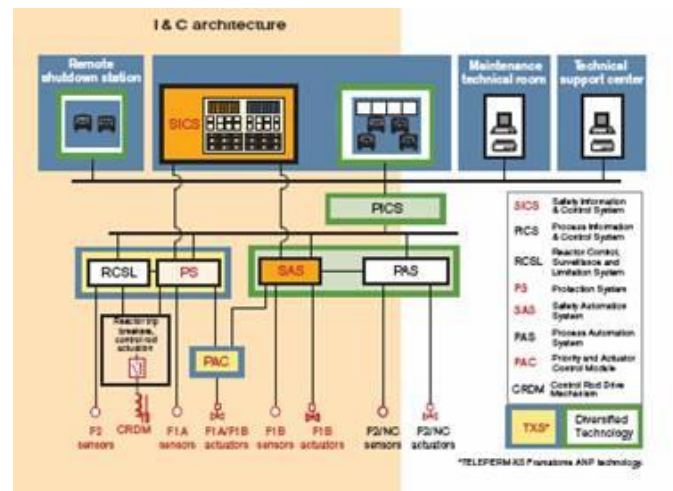 I & C architecture
Remote
shutdown station
Maintenance
technical room
Technical
support center
SICS
PICS
RCSL
PS
SAS
PAS
Reactor trip
breakers,
control rod
actuation
PAC
F2
sensors
CRDM
F1A
sensors
F1A/F1B
actuators
F1B
sensors
F1B
actuators
F2/NC
sensors
F2/NC
actuators
SICS Safety Information
& Control System
PICS Process Information
& Control System
RCSL Reactor Control,
Surveillance and
Limitation System
PS Protection System
SAS Safety Automation
System
PAS Process Automation
System
PAC Priority and Actuator
Control Module
CRDM Control Rod Drive
Mechanism
TXS*
Diversified
Technology
*TELEPERM-XS Framatome ANP technology.